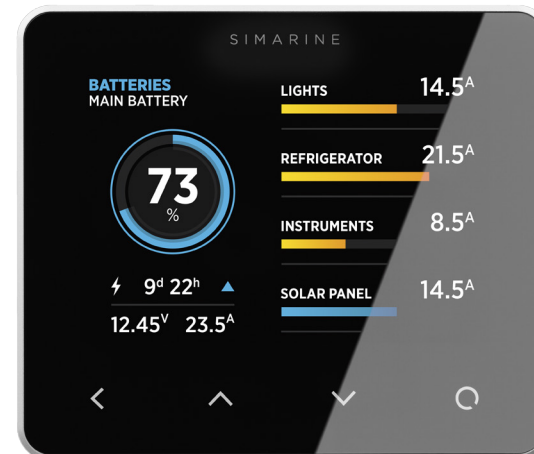 SIMARINE
BATTERIES
MAIN BATTERY
73
%
9d 22h
12.45V 23.5A
LIGHTS 14.5A
REFRIGERATOR 21.5A
INSTRUMENTS 8.5A
SOLAR PANEL 14.5A